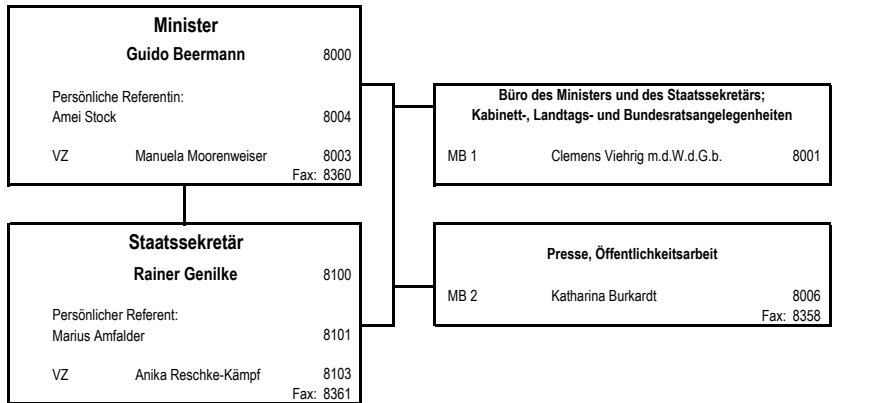 Minister
Guido Beermann 8000
Persönliche Referentin:
Amei Stock 8004
VZ Manuela Moorenweiser 8003
Fax: 8360
Staatssekretär
Rainer Genilke 8100
Persönlicher Referent:
Marius Amfalder 8101
VZ Anika Reschke-Kämpf 8103
Fax: 8361
Büro des Ministers und des Staatssekretärs;
Kabinett-, Landtags- und Bundesratsangelegenheiten
MB 1 Clemens Viehrig m.d.W.d.G.b. 8001
Presse, Öffentlichkeitsarbeit
MB 2 Katharina Burkardt 8006
Fax: 8358